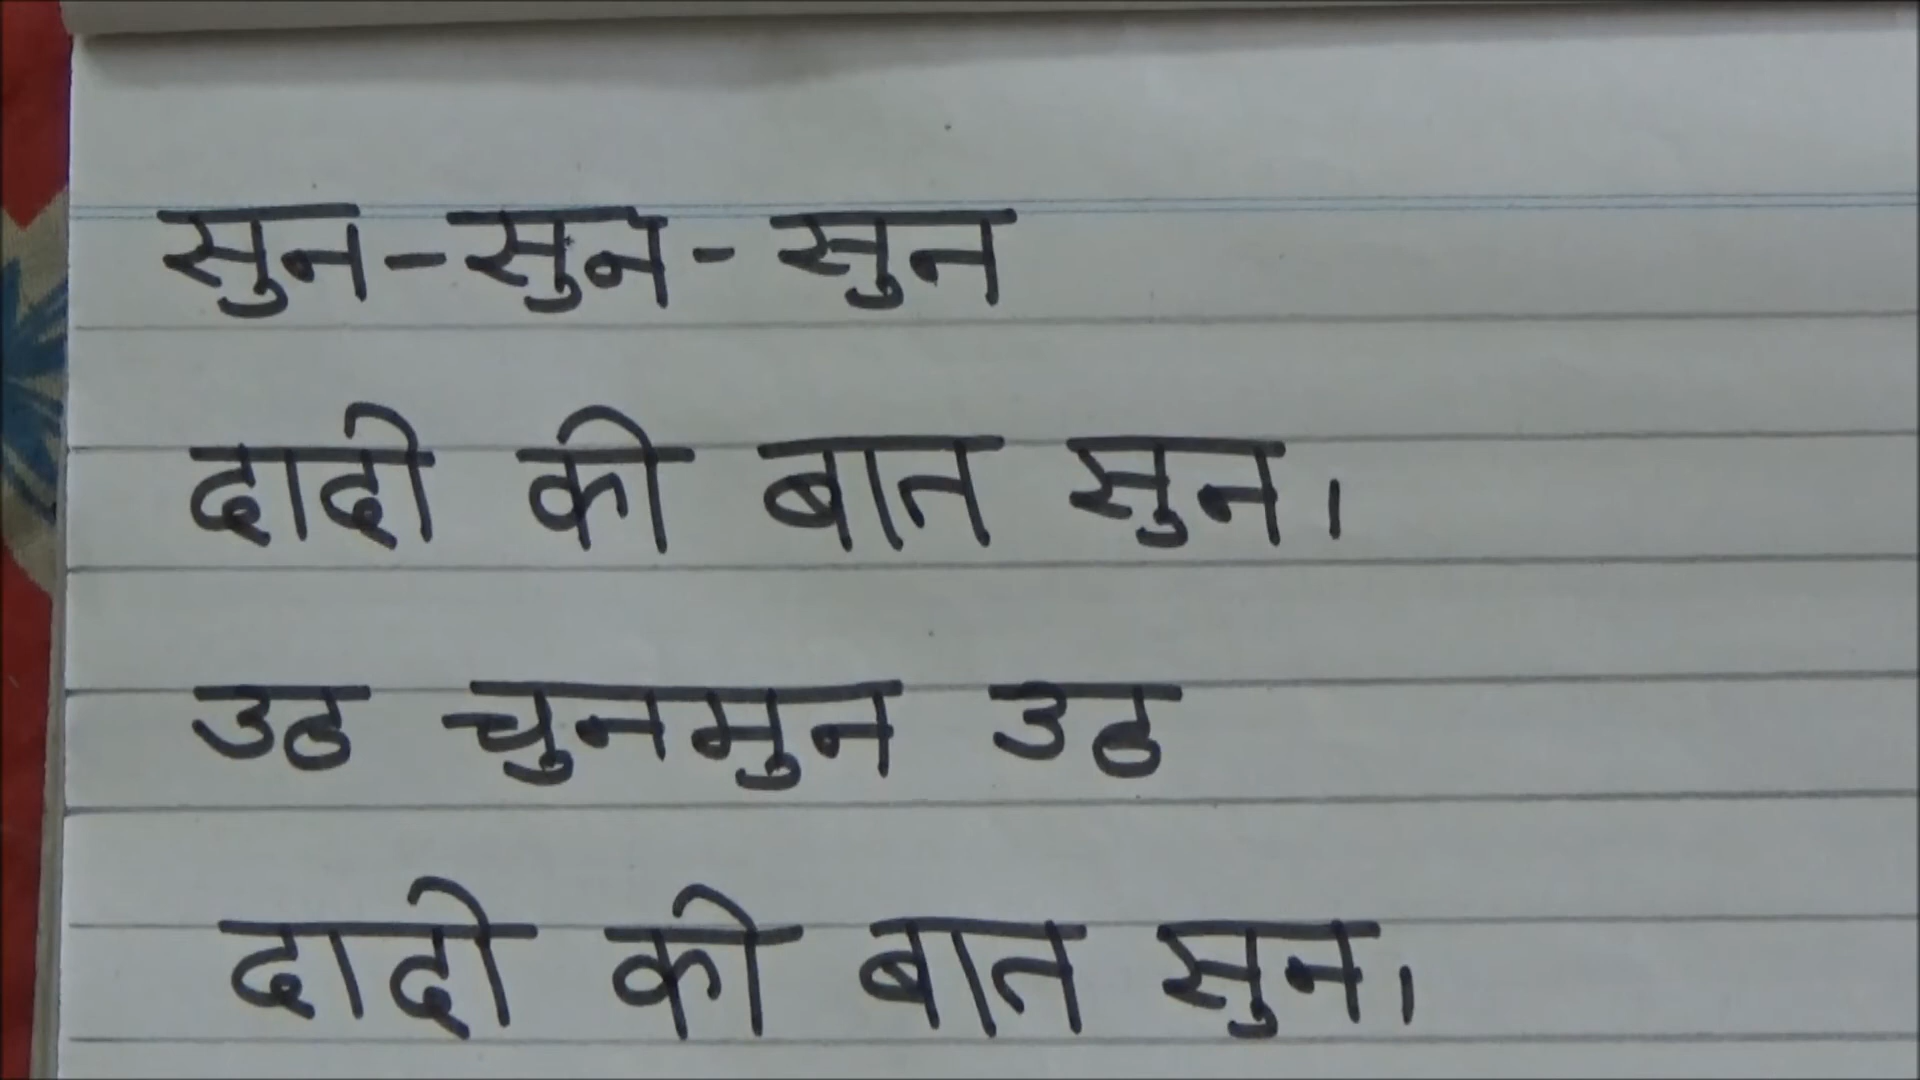 सुन-सुन-सुन
दादी की बात सुन।
उठ चुनमुन उठ
दादी की बात सुन।